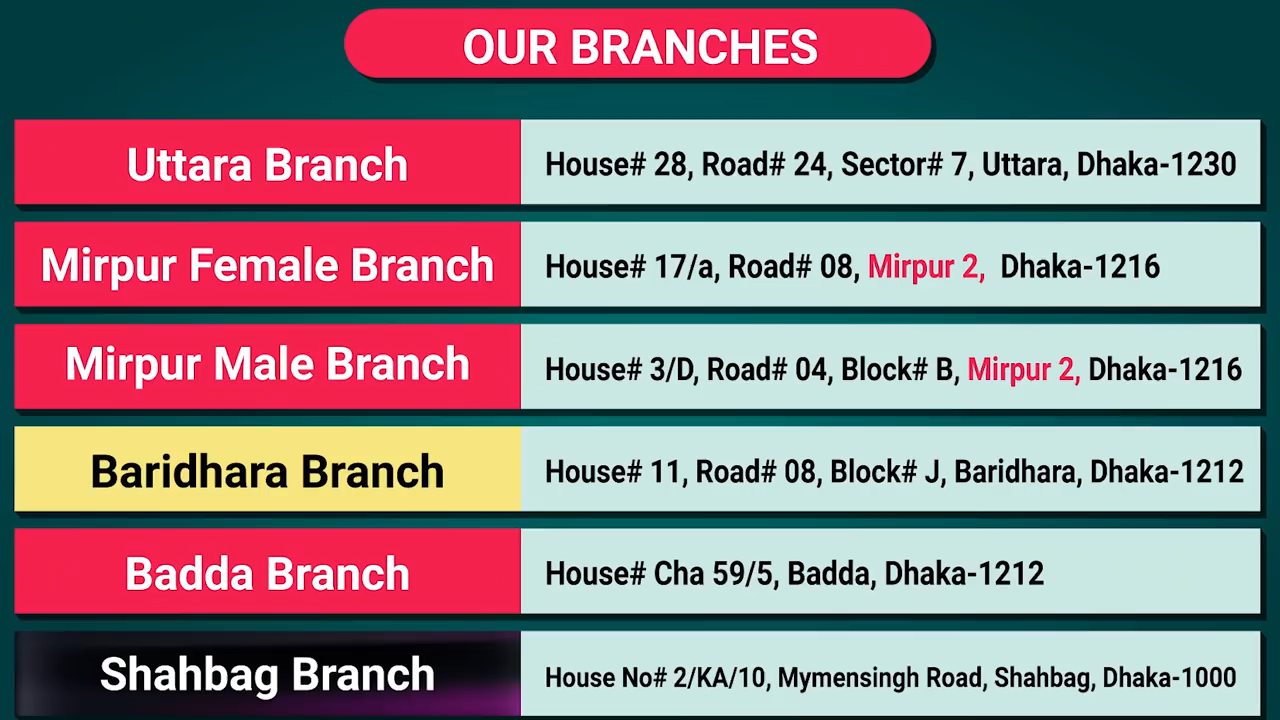 OUR BRANCHES
Uttara Branch House# 28, Road# 24, Sector# 7, Uttara, Dhaka-1230
Mirpur Female Branch House# 17/a, Road# 08, Mirpur 2, Dhaka-1216
Mirpur Male Branch House# 3/D, Road# 04, Block# B, Mirpur 2, Dhaka-1216
Baridhara Branch House# 11, Road# 08, Block# J, Baridhara, Dhaka-1212
Badda Branch House# Cha 59/5, Badda, Dhaka-1212
Shahbag Branch House No# 2/KA/10, Mymensingh Road, Shahbag, Dhaka-1000